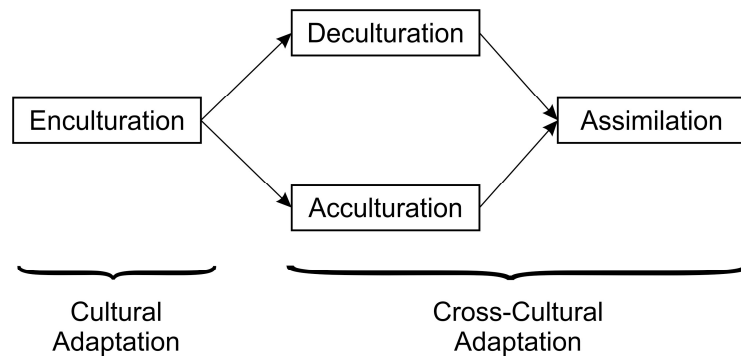 Deculturation
Enculturation
Assimilation
Acculturation
Cultural
Adaptation
Cross-Cultural
Adaptation